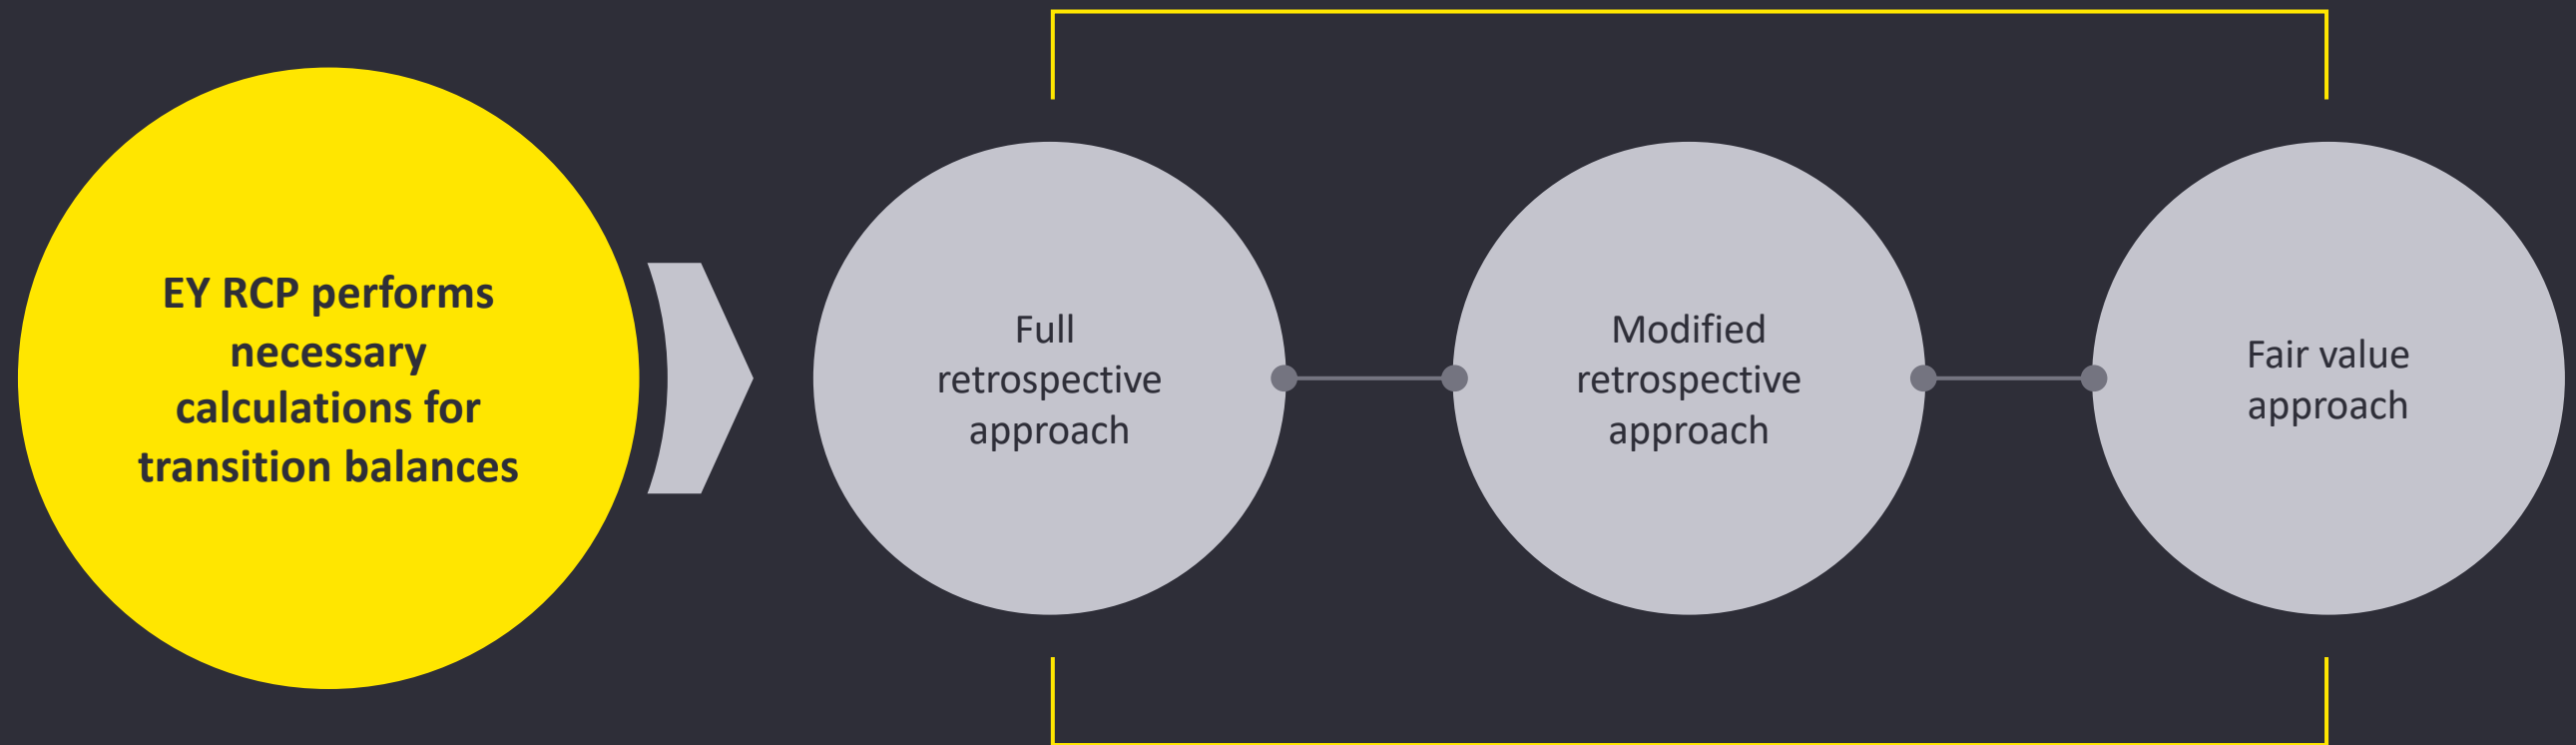 EY RCP performs
necessary
calculations for
transition balances
Full
retrospective
approach
Modified
retrospective
approach
Fair value
approach